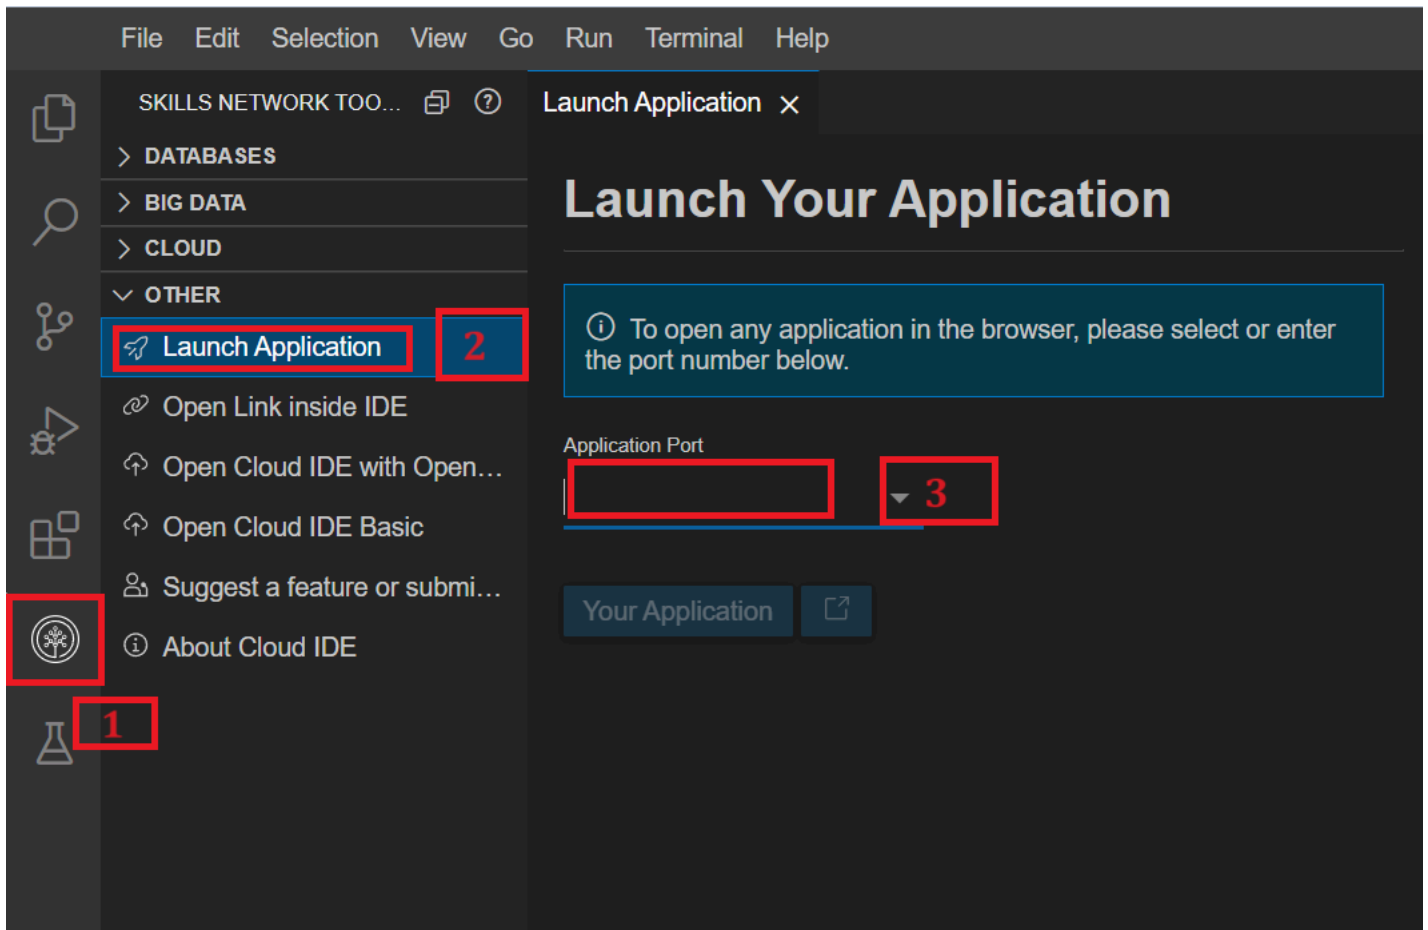 File Edit Selection View Go Run Terminal Help
SKILLS NETWORK TOO...
Launch Application
DATABASES
BIG DATA
CLOUD
OTHER
Launch Application 2
Open Link inside IDE
Open Cloud IDE with Open...
Open Cloud IDE Basic
Suggest a feature or submi...
About Cloud IDE
1
Launch Your Application
To open any application in the browser, please select or enter
the port number below.
Application Port
3
Your Application